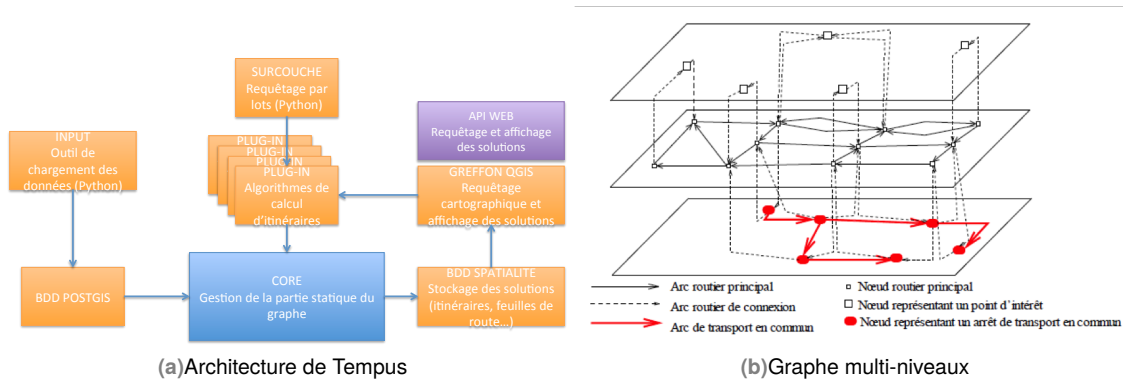 SURCOUCHE
Requêtage par
lots (Python)
API WEB
Requêtage et affichage
des solutions
INPUT
Outil de
chargement des
données (Python)
PLUG-IN
PLUG-IN
PLUG-IN
PLUG-IN
Algorithmes de
calcul
d'itinéraires
GREFFON QGIS
Requêtage
cartographique et
affichage des solutions
BDD POSTGIS
CORE
Gestion de la partie statique du
graphe
BDD SPATIALITE
Stockage des solutions
(itinéraires, feuilles de
route...)
(a)Architecture de Tempus
Arc routier principal
Arc routier de connexion
Arc de transport en commun
Nœud routier principal
Nœud représentant un point d'intérêt
Nœud représentant un arrêt de transport en commun
(b)Graphe multi-niveaux